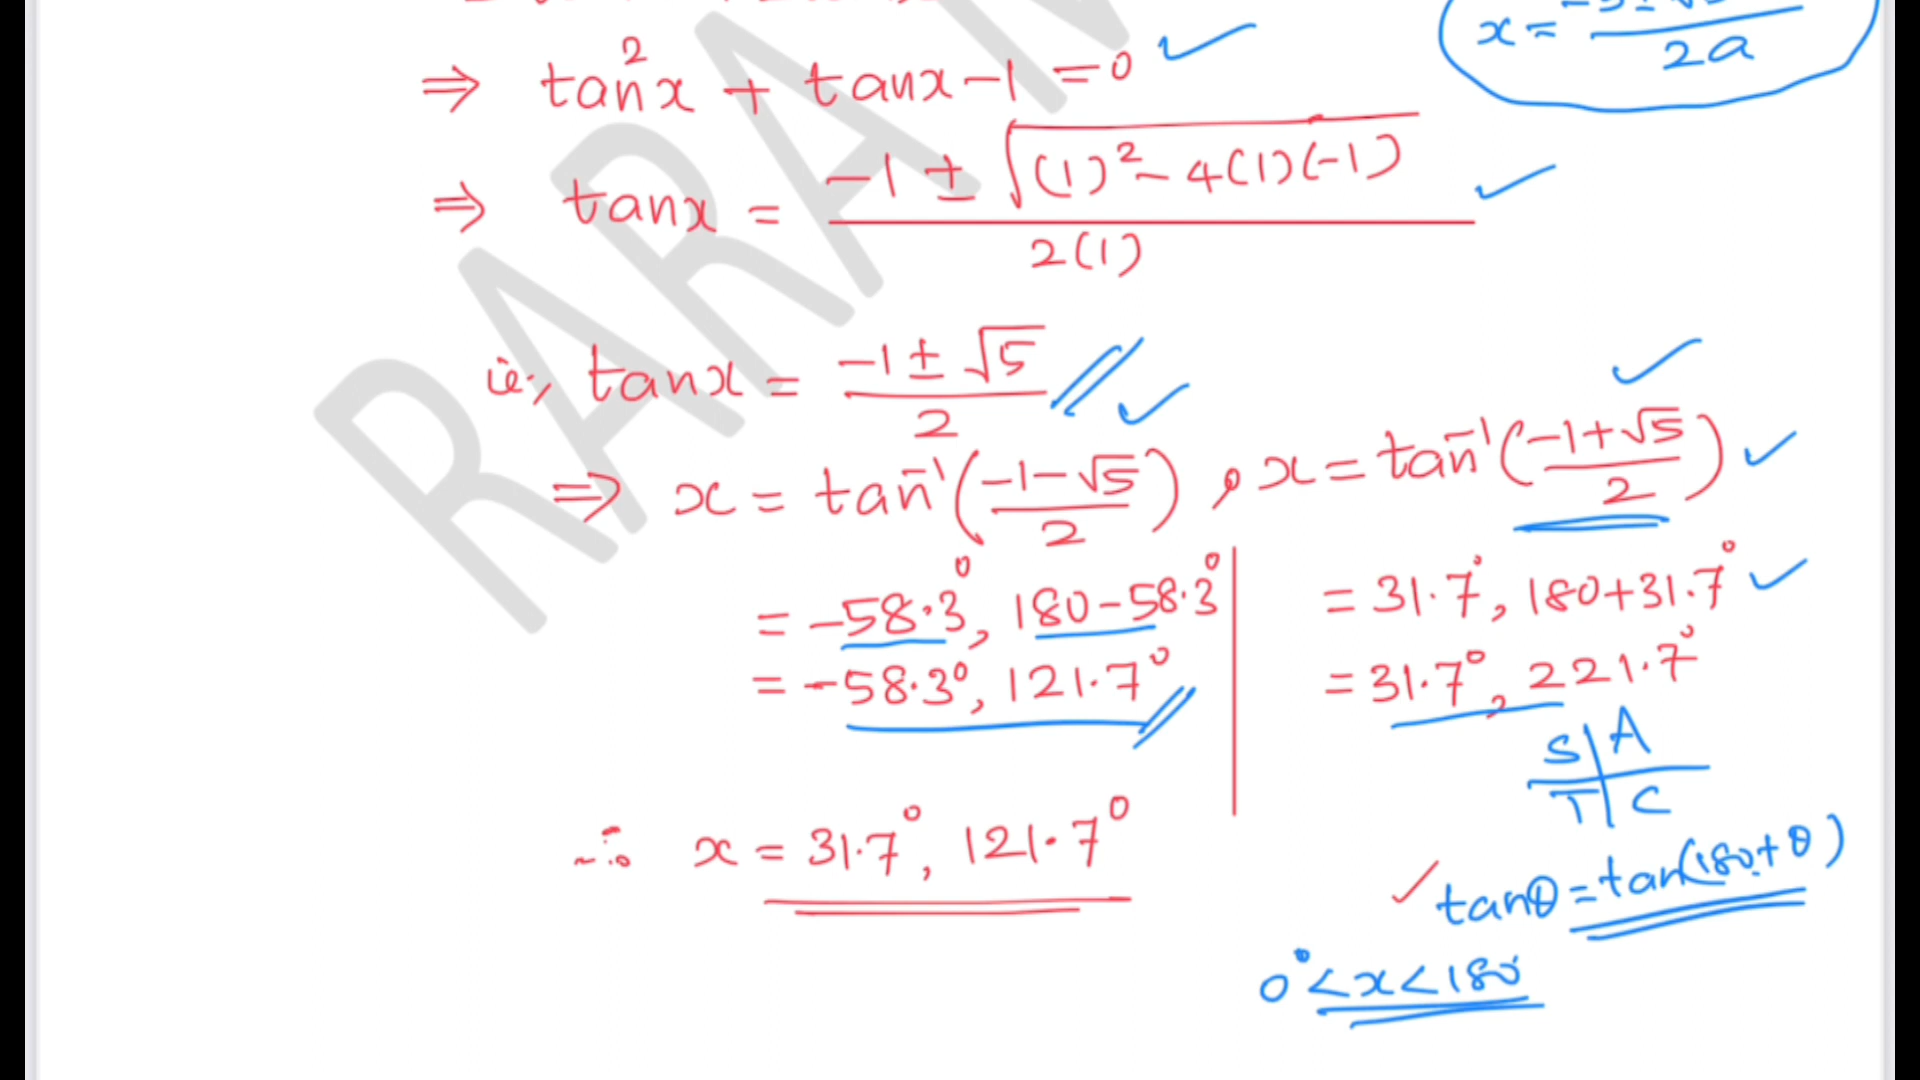 x = -b±√
2a
⇒ tan²x + tanx - 1 = 0
⇒ tanx = -1 ± √(1)² - 4(1)(-1)
2(1)
ie., tanx = -1 ± √5
2
⇒ x = tan⁻¹(-1-√5 / 2) , x = tan⁻¹(-1+√5 / 2)
= -58.3°, 180-58.3°
= -58.3°, 121.7°
= 31.7°, 180+31.7°
= 31.7°, 221.7°
S A
T C
∴ x = 31.7°, 121.7°
tanθ = tan(180+θ)
0° < x < 180°